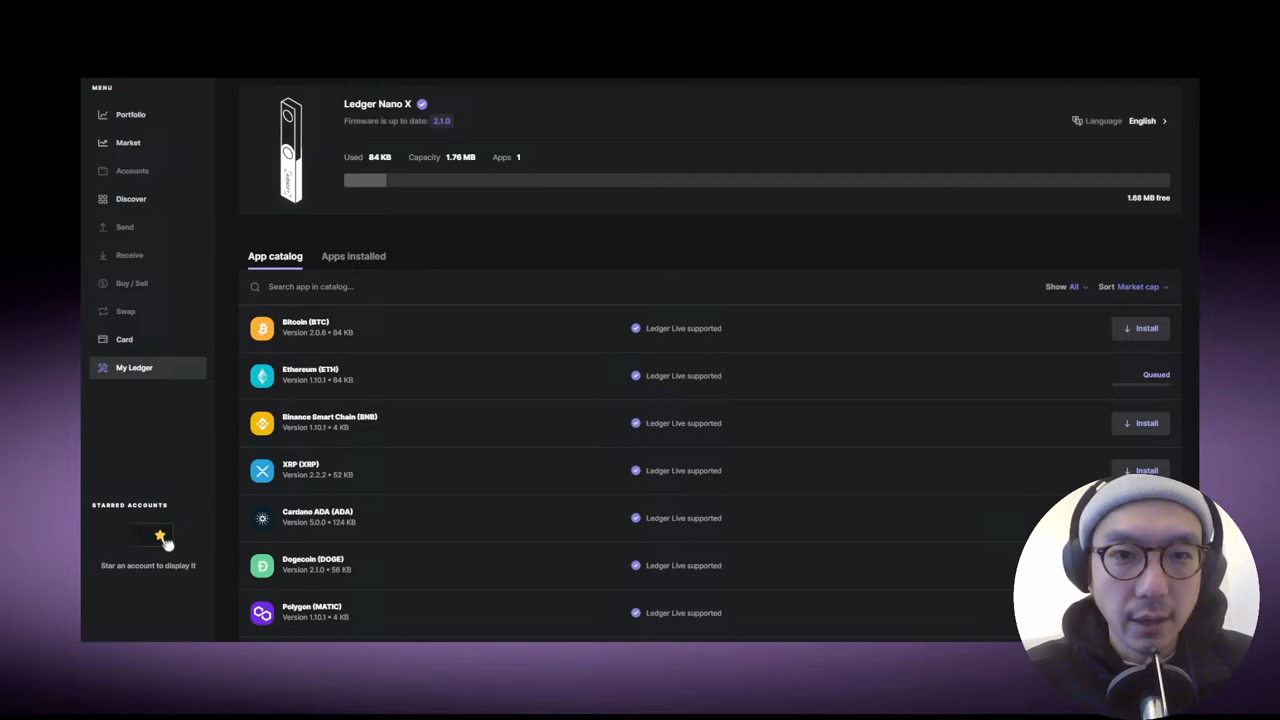 MENU
Portfolio
Market
Accounts
Discover
Send
Receive
Buy / Sell
Swap
Card
My Ledger
STARRED ACCOUNTS
Star an account to display it
Ledger Nano X
Firmware is up to date: 2.1.0
Language English
Used 84 KB Capacity 1.76 MB Apps 1
1.68 MB free
App catalog Apps installed
Search app in catalog... Show All Sort Market cap
Bitcoin (BTC)
Version 2.0.6 • 84 KB
Ledger Live supported
Install
Ethereum (ETH)
Version 1.10.1 • 84 KB
Ledger Live supported
Queued
Binance Smart Chain (BNB)
Version 1.10.1 • 4 KB
Ledger Live supported
Install
XRP (XRP)
Version 2.2.2 • 52 KB
Ledger Live supported
Install
Cardano ADA (ADA)
Version 5.0.0 • 124 KB
Ledger Live supported
Dogecoin (DOGE)
Version 2.1.0 • 56 KB
Ledger Live supported
Polygon (MATIC)
Version 1.10.1 • 4 KB
Ledger Live supported